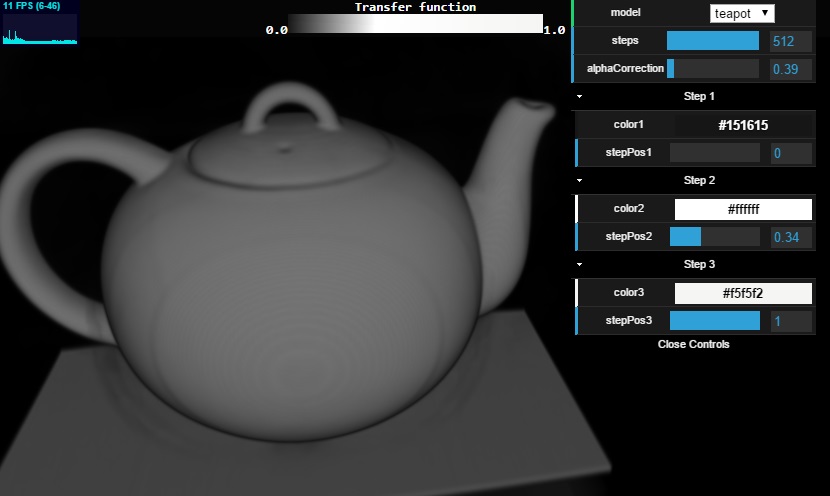 11 FPS (6-46)
Transfer function
0.0
1.0
model
teapot
steps
512
alphaCorrection
0.39
Step 1
color1
#151615
stepPos1
0
Step 2
color2
#ffffff
stepPos2
0.34
Step 3
color3
#f5f5f2
stepPos3
1
Close Controls